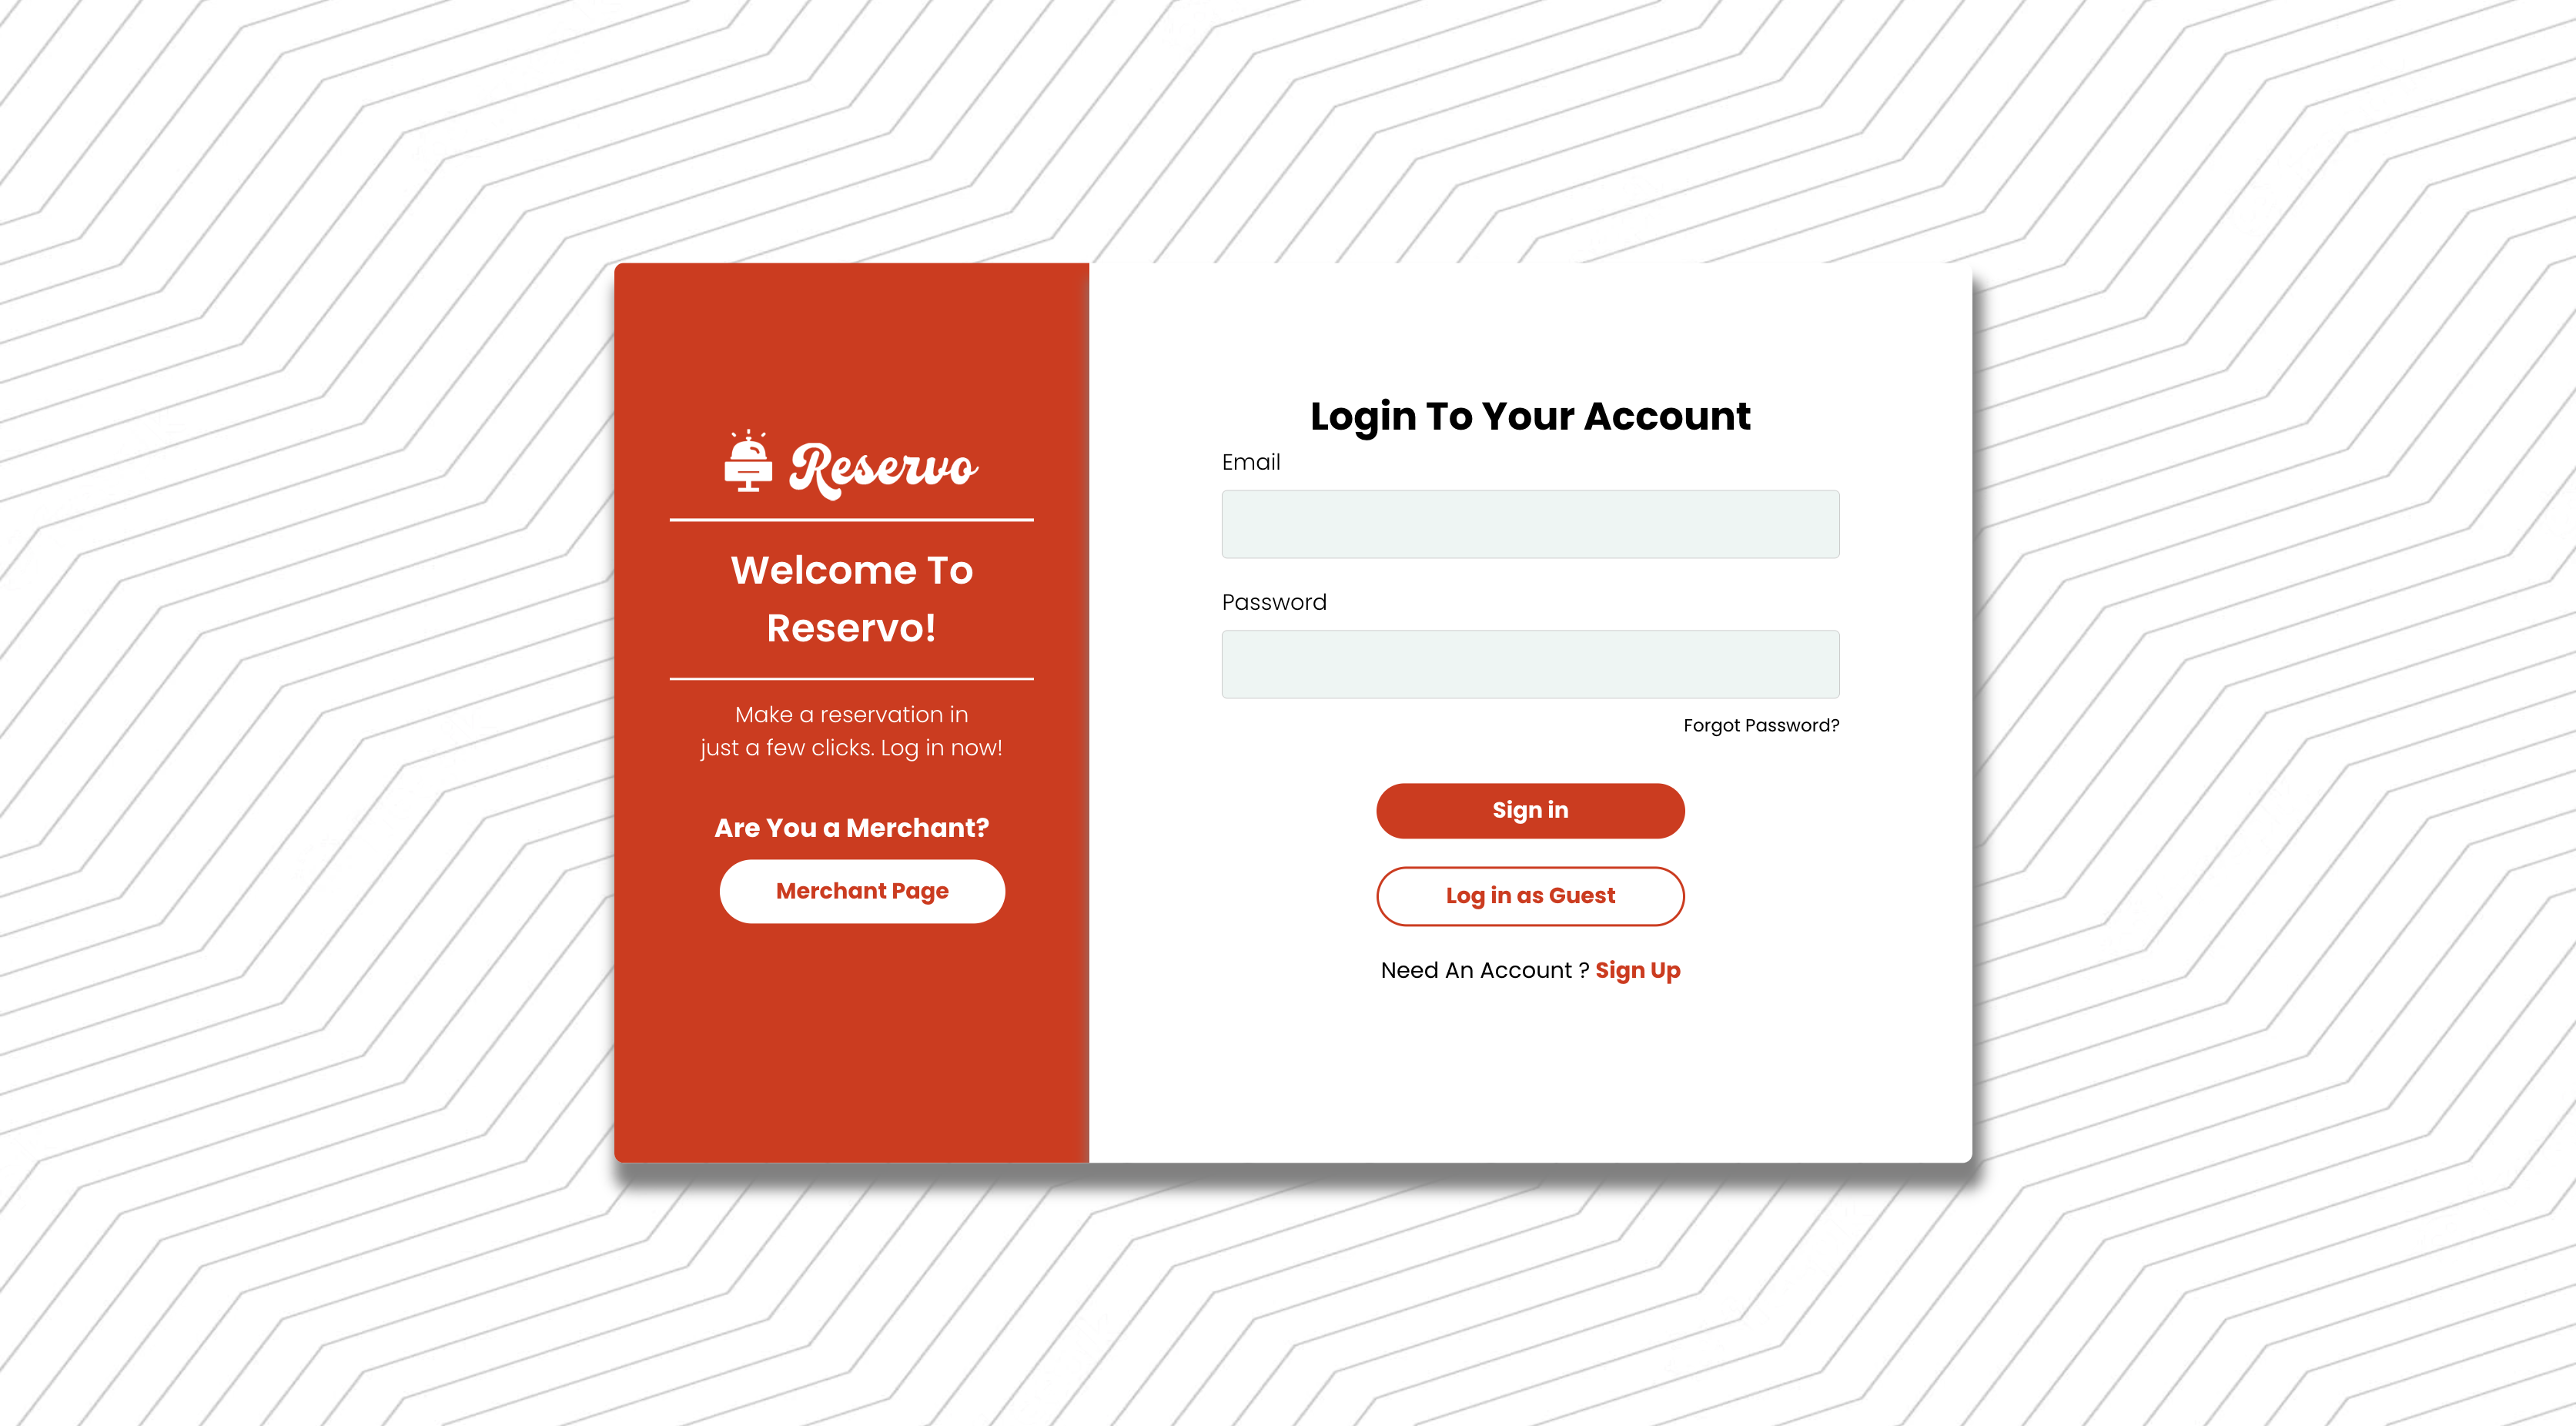 Reservo
Welcome To
Reservo!
Make a reservation in
just a few clicks. Log in now!
Are You a Merchant?
Merchant Page
Login To Your Account
Email
Password
Forgot Password?
Sign in
Log in as Guest
Need An Account ? Sign Up